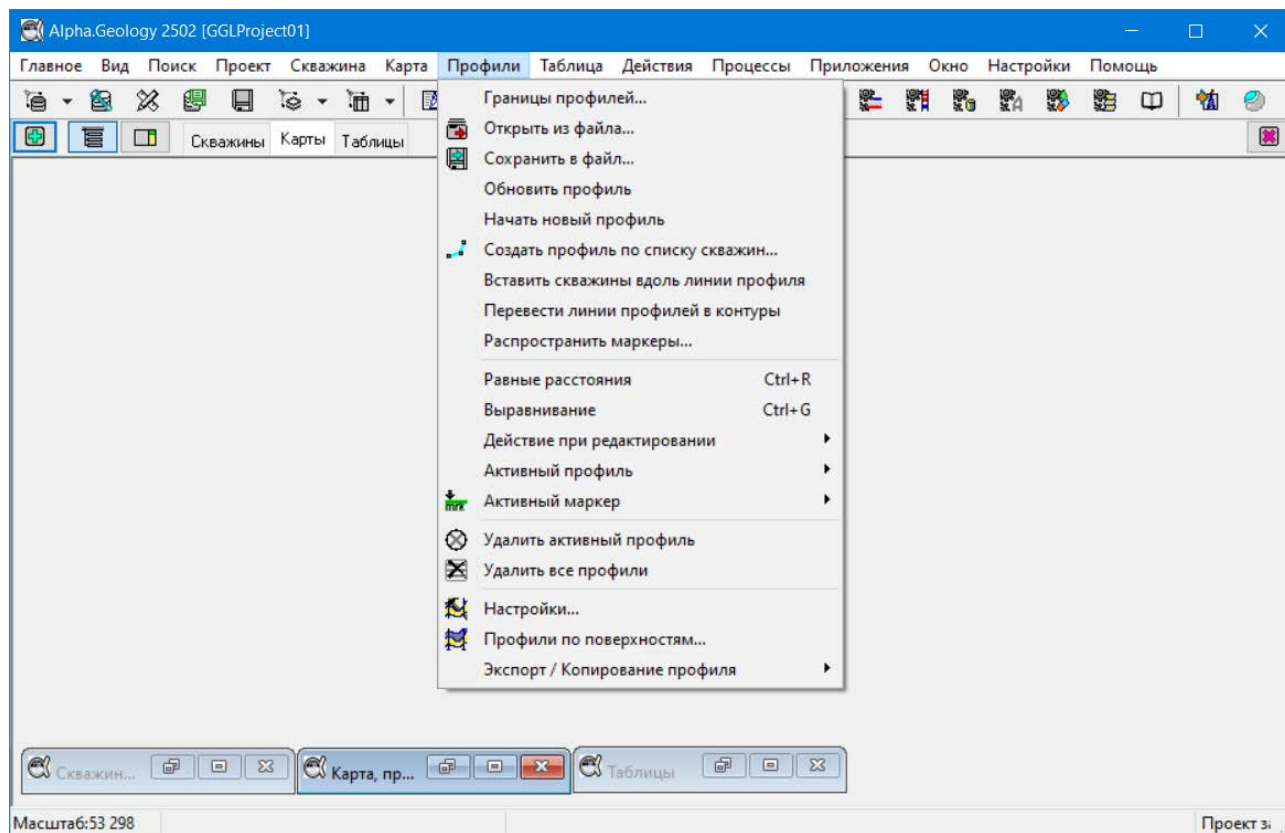 Alpha.Geology 2502 [GGLProject01]
Главное Вид Поиск Проект Скважина Карта Профили Таблица Действия Процессы Приложения Окно Настройки Помощь
Скважины Карты Таблицы
Границы профилей...
Открыть из файла...
Сохранить в файл...
Обновить профиль
Начать новый профиль
Создать профиль по списку скважин...
Вставить скважины вдоль линии профиля
Перевести линии профилей в контуры
Распространить маркеры...
Равные расстояния Ctrl+R
Выравнивание Ctrl+G
Действие при редактировании
Активный профиль
mrk Активный маркер
Удалить активный профиль
Удалить все профили
Настройки...
Профили по поверхностям...
Экспорт / Копирование профиля
Скважин... Карта, пр... Таблицы
Масштаб:53 298 Проект